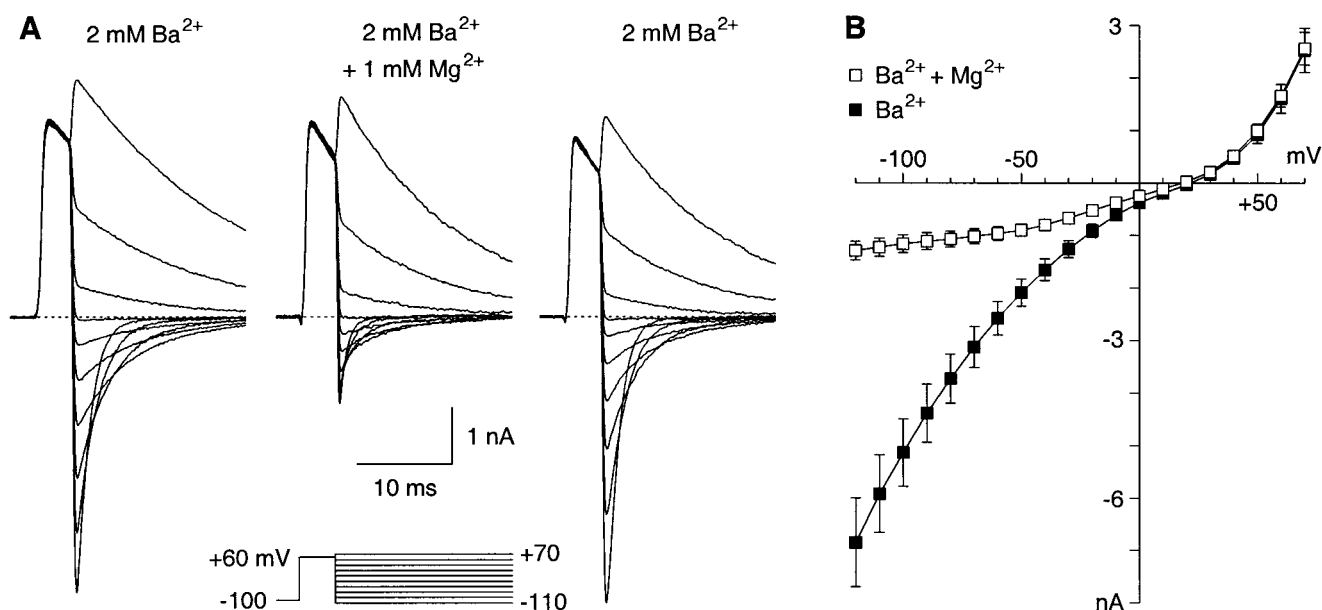 A
2 mM Ba²⁺
2 mM Ba²⁺
+ 1 mM Mg²⁺
2 mM Ba²⁺
1 nA
10 ms
+60 mV
-100
+70
-110
B
Ba²⁺ + Mg²⁺
Ba²⁺
3
-100
-50
mV
+50
-3
-6
nA